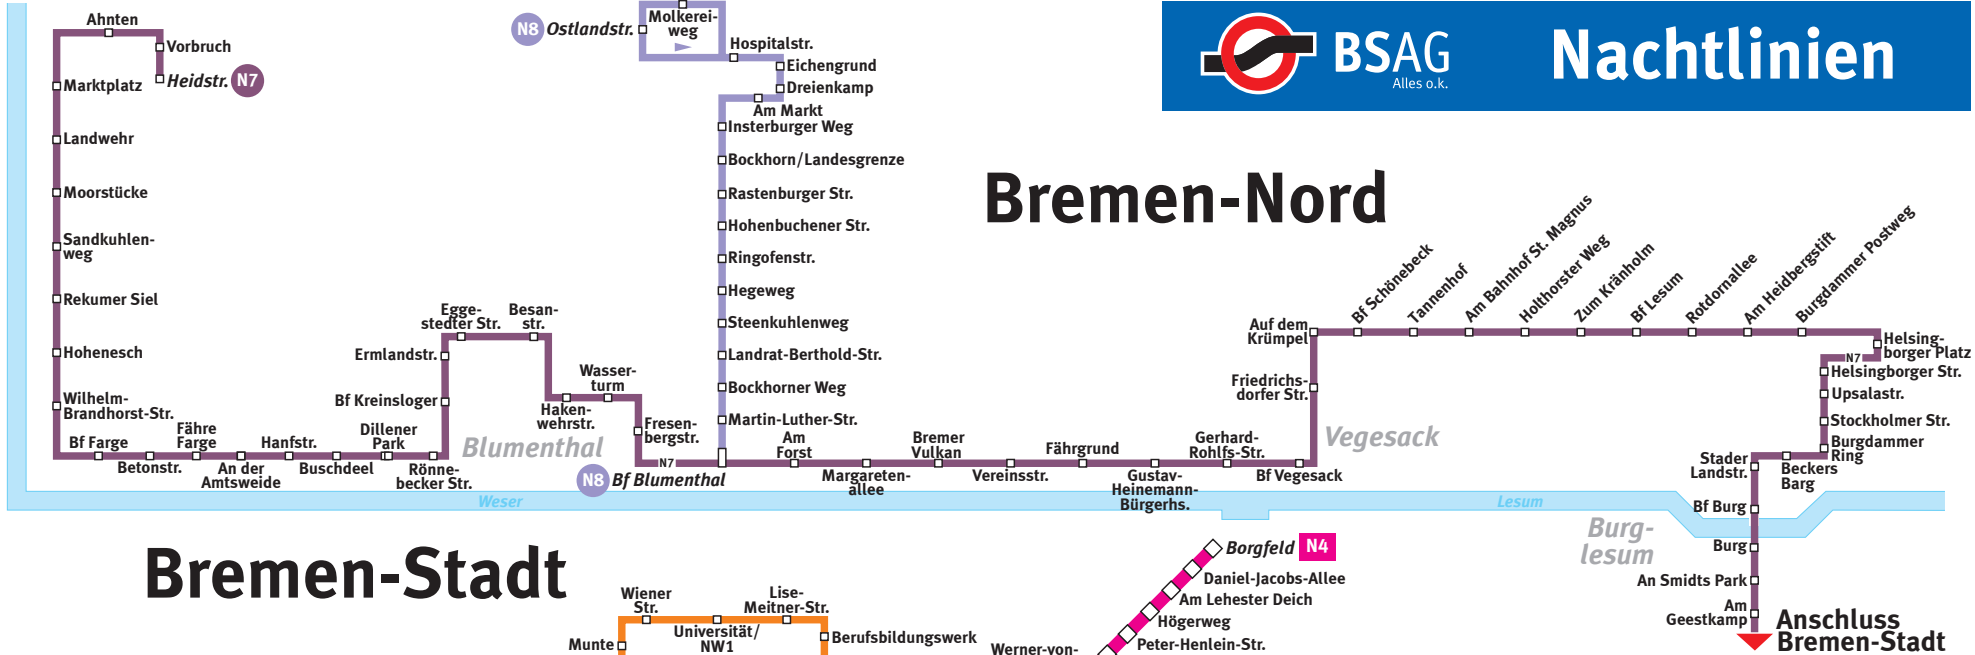 BSAG
Alles o.k.
Nachtlinien
Bremen-Nord
Ahnten
Vorbruch
Heidstr. N7
Marktplatz
Landwehr
Moorstücke
Sandkuhlen-
weg
Rekumer Siel
Hohenesch
Wilhelm-
Brandhorst-Str.
Bf Farge
Betonstr.
Fähre
Farge
An der
Amtsweide
Hanfstr.
Buschdeel
Dillener
Park
Rönne-
becker Str.
Bf Kreinsloger
Ermlandstr.
Egge-
stedter Str.
Besan-
str.
Haken-
wehrstr.
Wasser-
turm
Fresen-
bergstr.
Blumenthal
N7
N8 Bf Blumenthal
N8 Ostlandstr.
Molkerei-
weg
Hospitalstr.
Eichengrund
Dreienkamp
Am Markt
Insterburger Weg
Bockhorn/Landesgrenze
Rastenburger Str.
Hohenbuchener Str.
Ringofenstr.
Hegeweg
Steenkuhlenweg
Landrat-Berthold-Str.
Bockhorner Weg
Martin-Luther-Str.
Am
Forst
Margareten-
allee
Bremer
Vulkan
Vereinsstr.
Fährgrund
Gustav-
Heinemann-
Bürgerhs.
Gerhard-
Rohlfs-Str.
Bf Vegesack
Vegesack
Friedrichs-
dorfer Str.
Auf dem
Krümpel
Bf Schönebeck
Tannenhof
Am Bahnhof St. Magnus
Holthorster Weg
Zum Kränholm
Bf Lesum
Rotdornallee
Am Heidbergstift
Burgdammer Postweg
Helsing-
borger Platz
N7
Helsingborger Str.
Upsalastr.
Stockholmer Str.
Burgdammer
Ring
Beckers
Barg
Stader
Landstr.
Bf Burg
Burg
An Smidts Park
Am
Geestkamp
Anschluss
Bremen-Stadt
Weser
Lesum
Burg-
lesum
Bremen-Stadt
Wiener
Str.
Lise-
Meitner-Str.
Universität/
NW1
Munte
Berufsbildungswerk
Borgfeld N4
Daniel-Jacobs-Allee
Am Lehester Deich
Högerweg
Peter-Henlein-Str.
Werner-von-